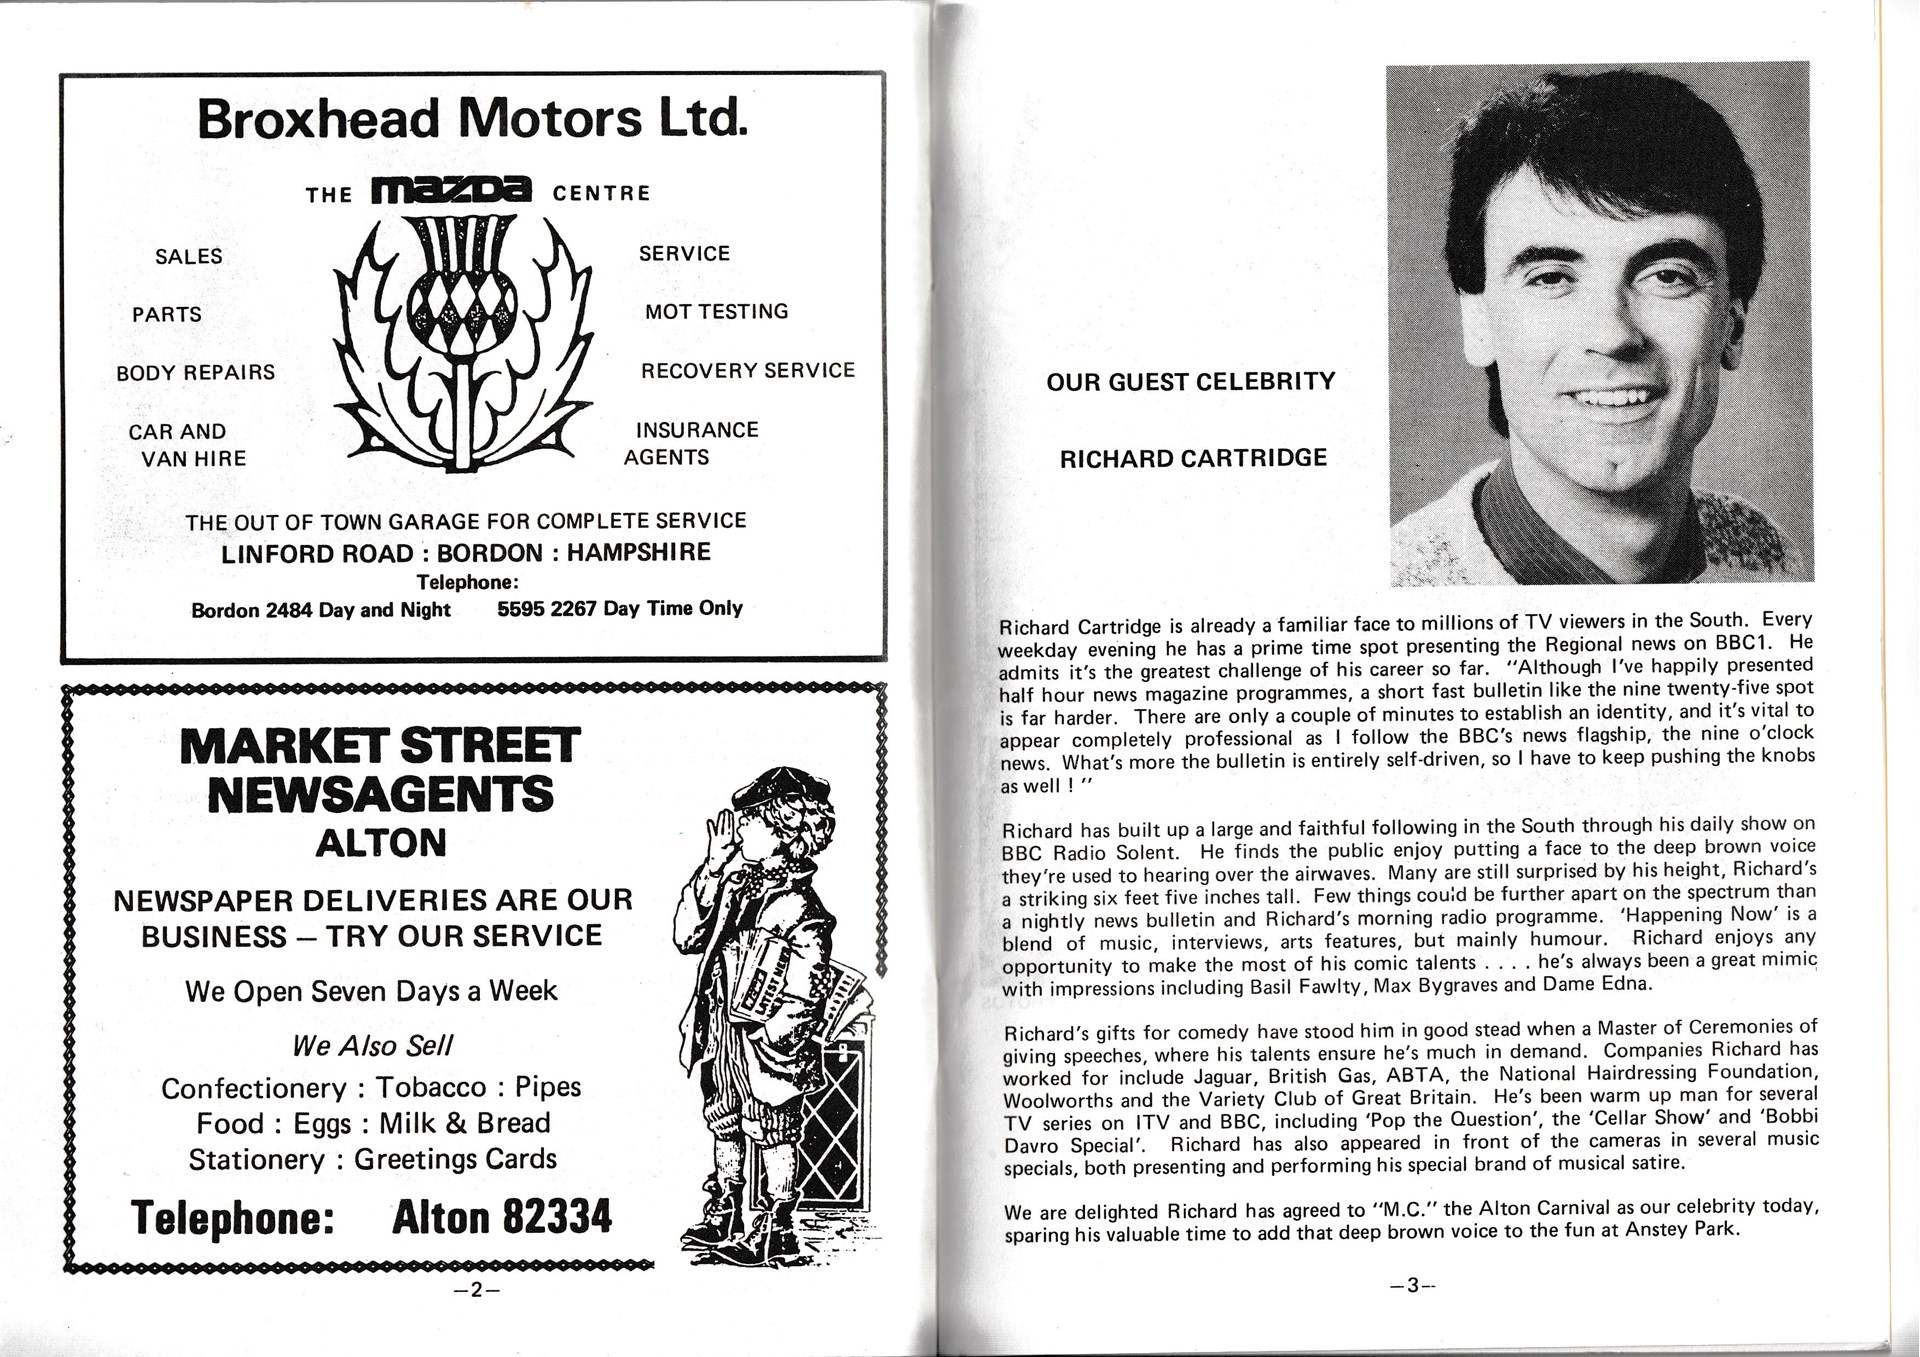 Broxhead Motors Ltd.
THE mazda CENTRE
SALES
SERVICE
PARTS
MOT TESTING
BODY REPAIRS
RECOVERY SERVICE
CAR AND
VAN HIRE
INSURANCE
AGENTS
THE OUT OF TOWN GARAGE FOR COMPLETE SERVICE
LINFORD ROAD : BORDON : HAMPSHIRE
Telephone:
Bordon 2484 Day and Night 5595 2267 Day Time Only
MARKET STREET
NEWSAGENTS
ALTON
NEWSPAPER DELIVERIES ARE OUR
BUSINESS – TRY OUR SERVICE
We Open Seven Days a Week
We Also Sell
Confectionery : Tobacco : Pipes
Food : Eggs : Milk & Bread
Stationery : Greetings Cards
Telephone: Alton 82334
LATEST NEWS
–2–
OUR GUEST CELEBRITY
RICHARD CARTRIDGE
Richard Cartridge is already a familiar face to millions of TV viewers in the South. Every
weekday evening he has a prime time spot presenting the Regional news on BBC1. He
admits it's the greatest challenge of his career so far. "Although I've happily presented
half hour news magazine programmes, a short fast bulletin like the nine twenty-five spot
is far harder. There are only a couple of minutes to establish an identity, and it's vital to
appear completely professional as I follow the BBC's news flagship, the nine o'clock
news. What's more the bulletin is entirely self-driven, so I have to keep pushing the knobs
as well ! "
Richard has built up a large and faithful following in the South through his daily show on
BBC Radio Solent. He finds the public enjoy putting a face to the deep brown voice
they're used to hearing over the airwaves. Many are still surprised by his height, Richard's
a striking six feet five inches tall. Few things could be further apart on the spectrum than
a nightly news bulletin and Richard's morning radio programme. 'Happening Now' is a
blend of music, interviews, arts features, but mainly humour. Richard enjoys any
opportunity to make the most of his comic talents . . . . he's always been a great mimic
with impressions including Basil Fawlty, Max Bygraves and Dame Edna.
Richard's gifts for comedy have stood him in good stead when a Master of Ceremonies of
giving speeches, where his talents ensure he's much in demand. Companies Richard has
worked for include Jaguar, British Gas, ABTA, the National Hairdressing Foundation,
Woolworths and the Variety Club of Great Britain. He's been warm up man for several
TV series on ITV and BBC, including 'Pop the Question', the 'Cellar Show' and 'Bobbi
Davro Special'. Richard has also appeared in front of the cameras in several music
specials, both presenting and performing his special brand of musical satire.
We are delighted Richard has agreed to "M.C." the Alton Carnival as our celebrity today,
sparing his valuable time to add that deep brown voice to the fun at Anstey Park.
–3–